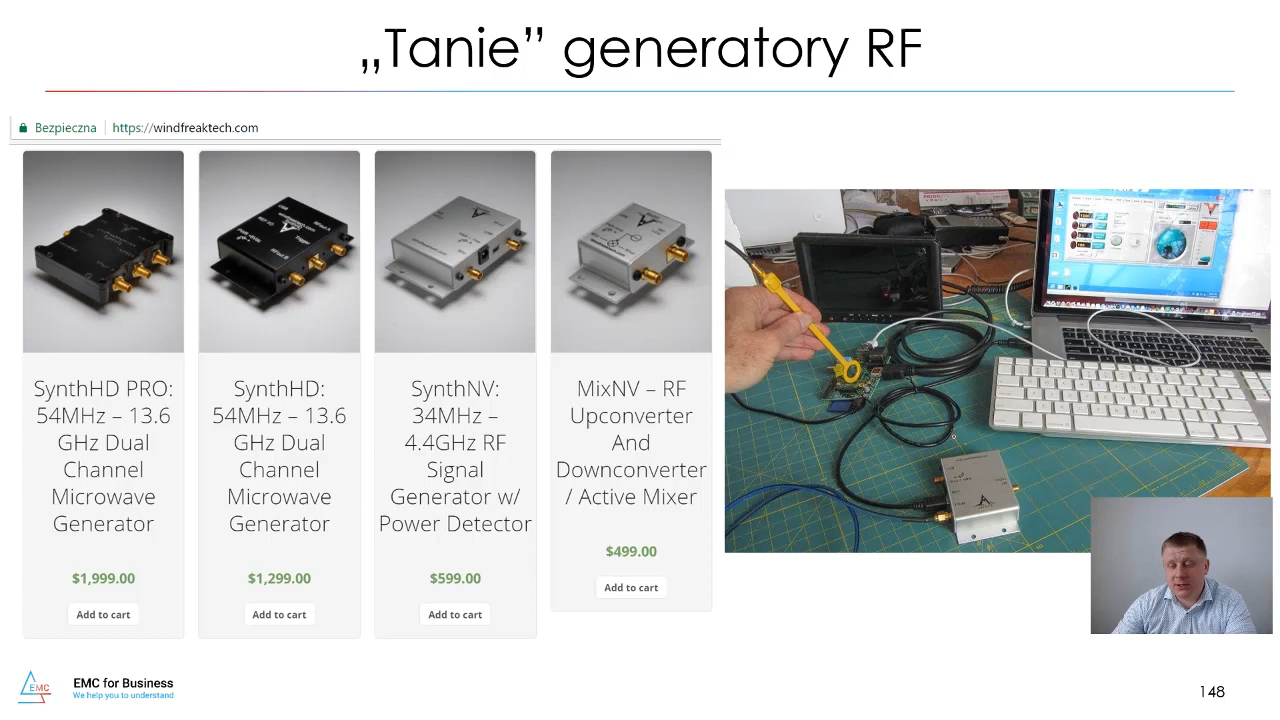 „Tanie” generatory RF
Bezpieczna
https://windfreaktech.com
SynthHD PRO:
54MHz – 13.6
GHz Dual
Channel
Microwave
Generator
$1,999.00
Add to cart
SynthHD:
54MHz – 13.6
GHz Dual
Channel
Microwave
Generator
$1,299.00
Add to cart
SynthNV:
34MHz –
4.4GHz RF
Signal
Generator w/
Power Detector
$599.00
Add to cart
MixNV – RF
Upconverter
And
Downconverter
/ Active Mixer
$499.00
Add to cart
EMC
EMC for Business
We help you to understand
148